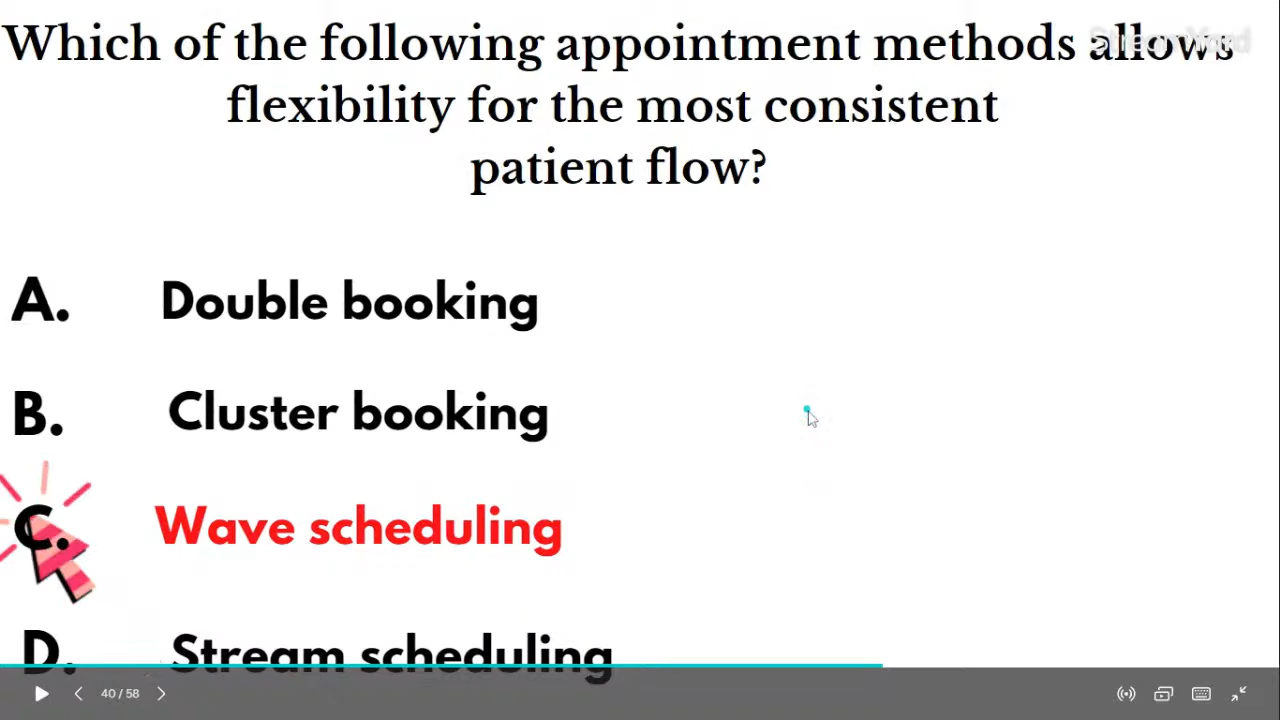 Which of the following appointment methods allows
flexibility for the most consistent
patient flow?
StreamYard
A. Double booking
B. Cluster booking
C. Wave scheduling
D. Stream scheduling
40 / 58